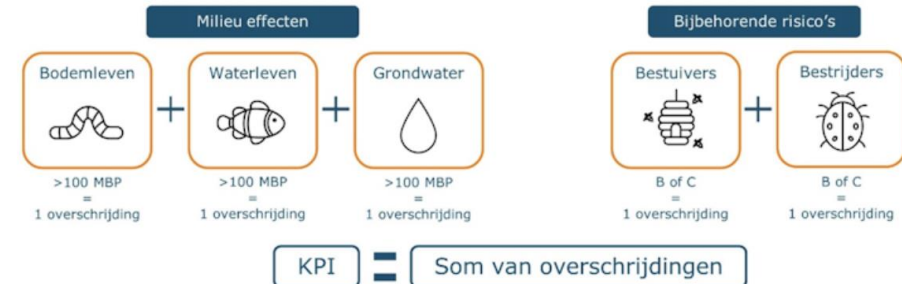 Milieu effecten
Bijbehorende risico's
Bodemleven + Waterleven + Grondwater
Bestuivers + Bestrijders
>100 MBP
=
1 overschrijding
>100 MBP
=
1 overschrijding
>100 MBP
=
1 overschrijding
B of C
=
1 overschrijding
B of C
=
1 overschrijding
KPI = Som van overschrijdingen